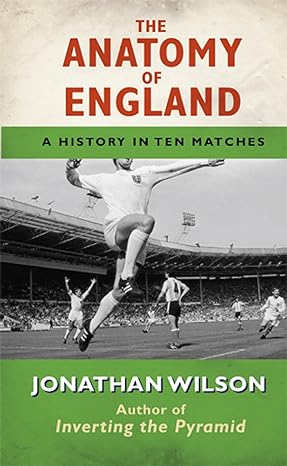 THE
ANATOMY
OF
ENGLAND
A HISTORY IN TEN MATCHES
JONATHAN WILSON
Author of
Inverting the Pyramid